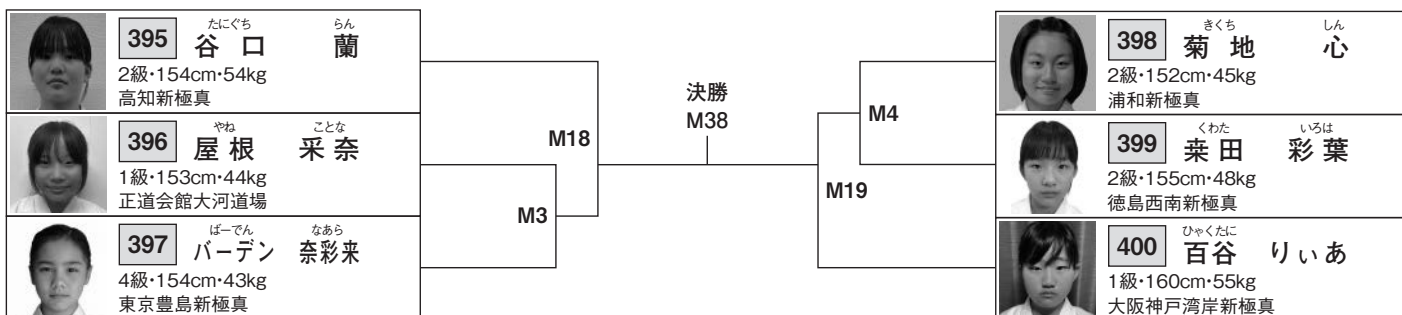 たにぐち らん
395 谷口 蘭
2級・154cm・54kg
高知新極真
やね ことな
396 屋根 采奈
1級・153cm・44kg
正道会館大河道場
ばーでん なあら
397 バーデン 奈彩来
4級・154cm・43kg
東京豊島新極真
M18
M3
決勝
M38
M4
M19
きくち しん
398 菊地 心
2級・152cm・45kg
浦和新極真
くわた いろは
399 桒田 彩葉
2級・155cm・48kg
徳島西南新極真
ひゃくたに
400 百谷 りぃあ
1級・160cm・55kg
大阪神戸湾岸新極真